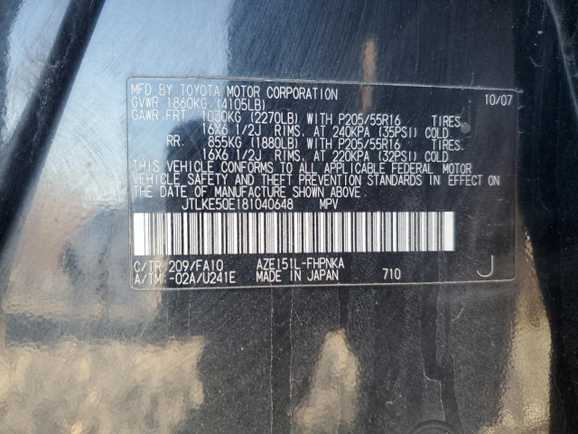 MFD BY TOYOTA MOTOR CORPORATION 10/07
GVWR 1860KG (4105LB)
GAWR FRT 1030KG (2270LB) WITH P205/55R16 TIRES,
16X6 1/2J RIMS, AT 240KPA (35PSI) COLD
RR. 855KG (1880LB) WITH P205/55R16 TIRES,
16X6 1/2J RIMS, AT 220KPA (32PSI) COLD
THIS VEHICLE CONFORMS TO ALL APPLICABLE FEDERAL MOTOR
VEHICLE SAFETY AND THEFT PREVENTION STANDARDS IN EFFECT ON
THE DATE OF MANUFACTURE SHOWN ABOVE.
JTLKE50E181040648 MPV
C/TR 209/FA10 AZE151L-FHPNKA
A/TM -02A/U241E MADE IN JAPAN 710 J